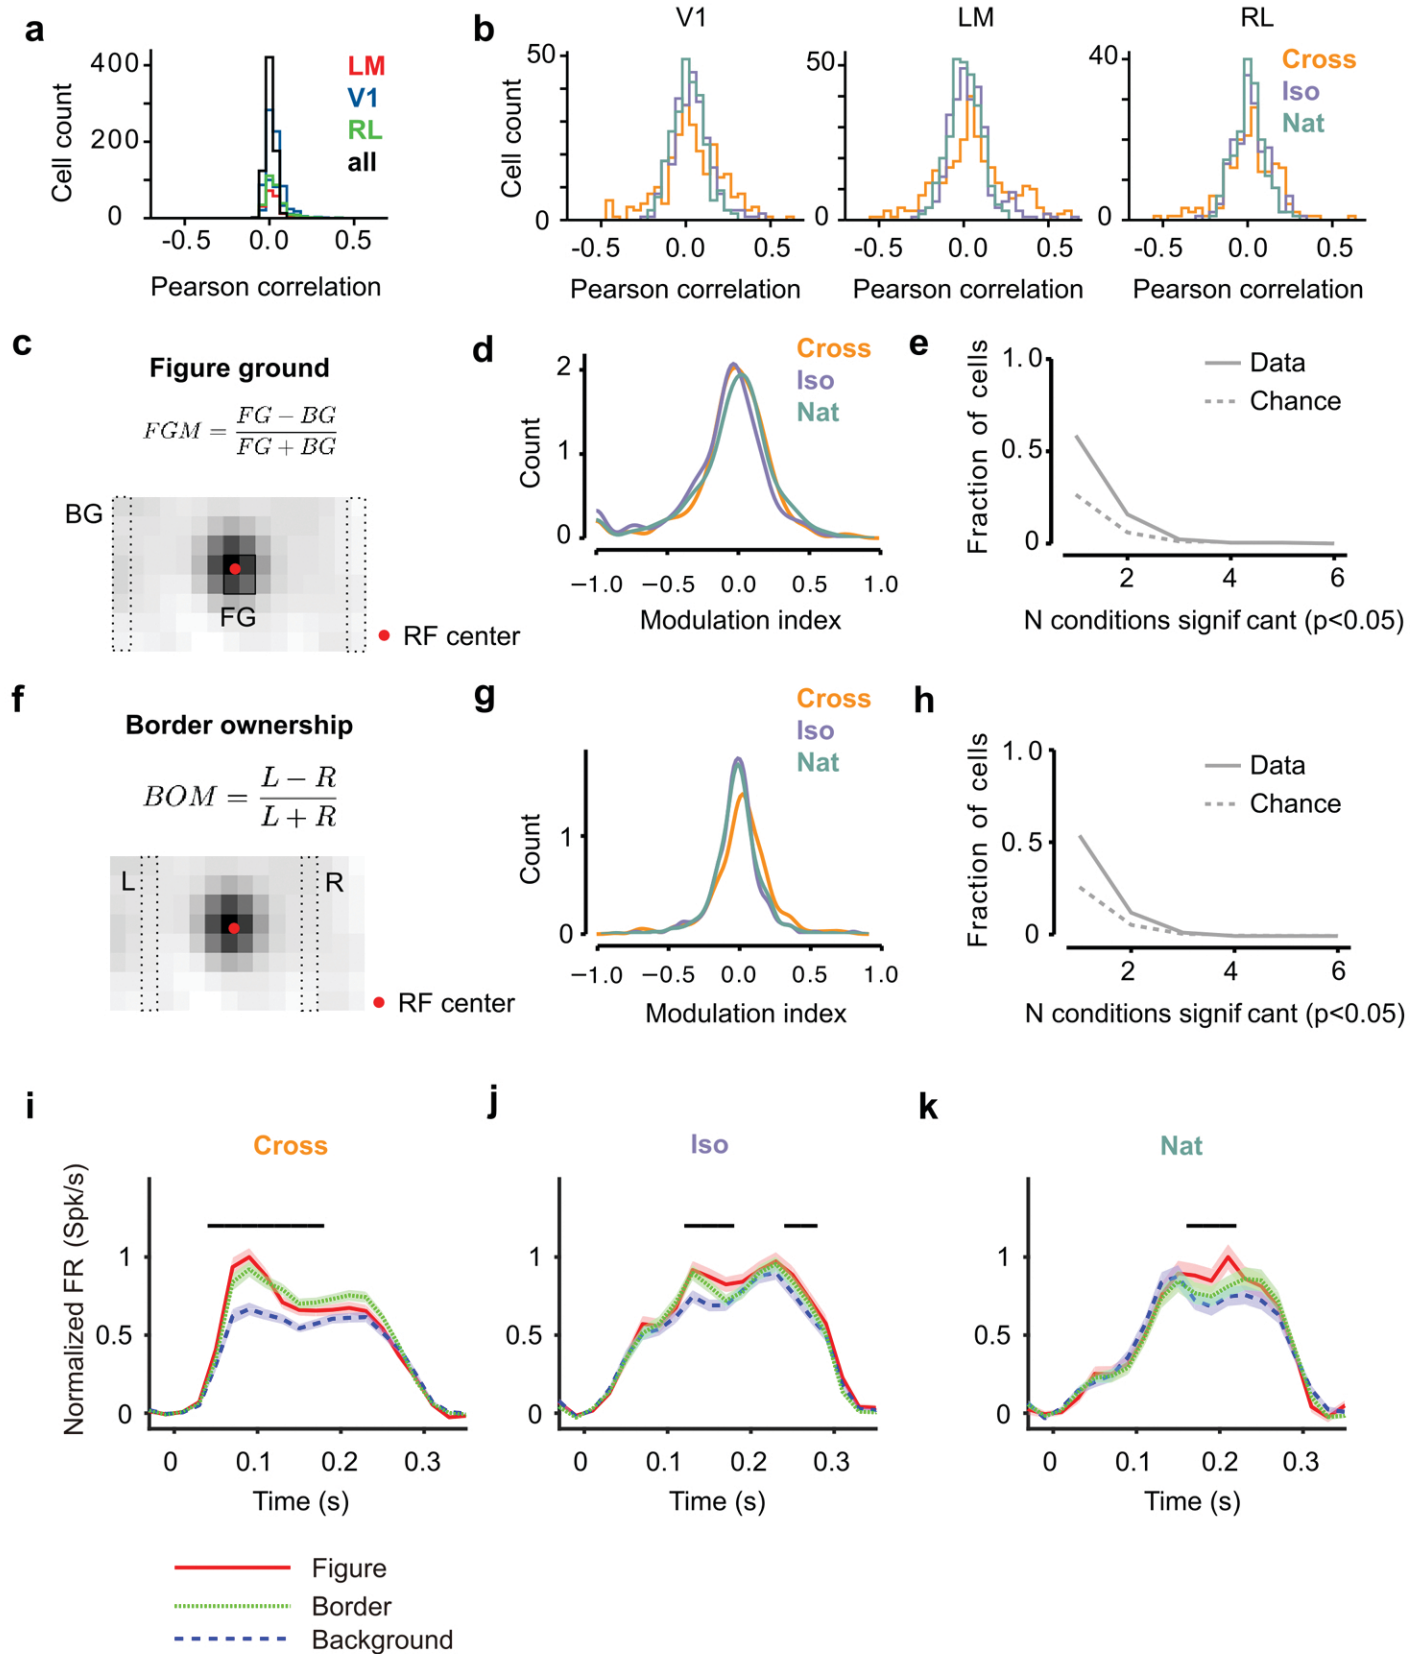 a
400
200
0
-0.5 0.0 0.5
Cell count
Pearson correlation
LM
V1
RL
all
b
V1
50
0
-0.5 0.0 0.5
Cell count
Pearson correlation
LM
50
0
-0.5 0.0 0.5
Pearson correlation
RL
40
0
-0.5 0.0 0.5
Pearson correlation
Cross
Iso
Nat
c
Figure ground
FGM = FG − BG
FG + BG
BG
FG
RF center
d
2
1
0
−1.0 −0.5 0.0 0.5 1.0
Count
Modulation index
Cross
Iso
Nat
e
1.0
0.5
0
2 4 6
Fraction of cells
N conditions signif cant (p<0.05)
Data
Chance
f
Border ownership
BOM = L − R
L + R
L R
RF center
g
1
0
−1.0 −0.5 0.0 0.5 1.0
Count
Modulation index
Cross
Iso
Nat
h
1.0
0.5
0
2 4 6
Fraction of cells
N conditions signif cant (p<0.05)
Data
Chance
i
Cross
1
0.5
0
0 0.1 0.2 0.3
Normalized FR (Spk/s)
Time (s)
j
Iso
1
0.5
0
0 0.1 0.2 0.3
Time (s)
k
Nat
1
0.5
0
0 0.1 0.2 0.3
Time (s)
Figure
Border
Background